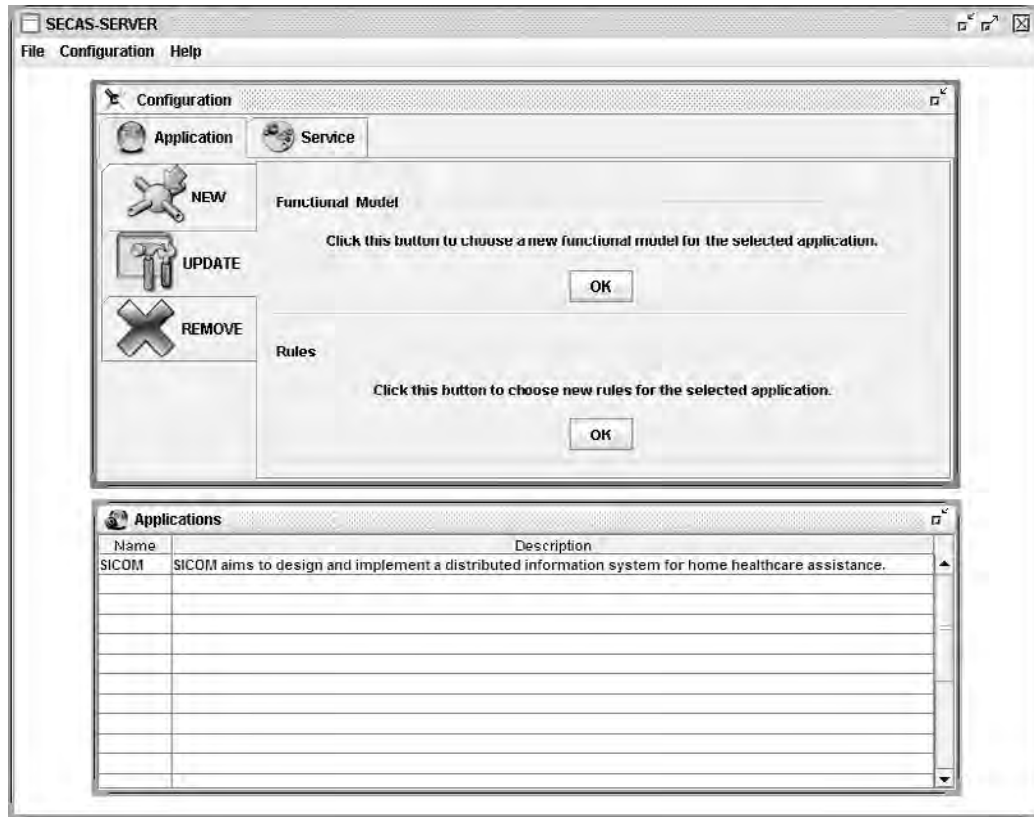 SECAS-SERVER
File Configuration Help
Configuration
Application Service
NEW
UPDATE
REMOVE
Functional Model
Click this button to choose a new functional model for the selected application.
OK
Rules
Click this button to choose new rules for the selected application.
OK
Applications
Name Description
SICOM SICOM aims to design and implement a distributed information system for home healthcare assistance.